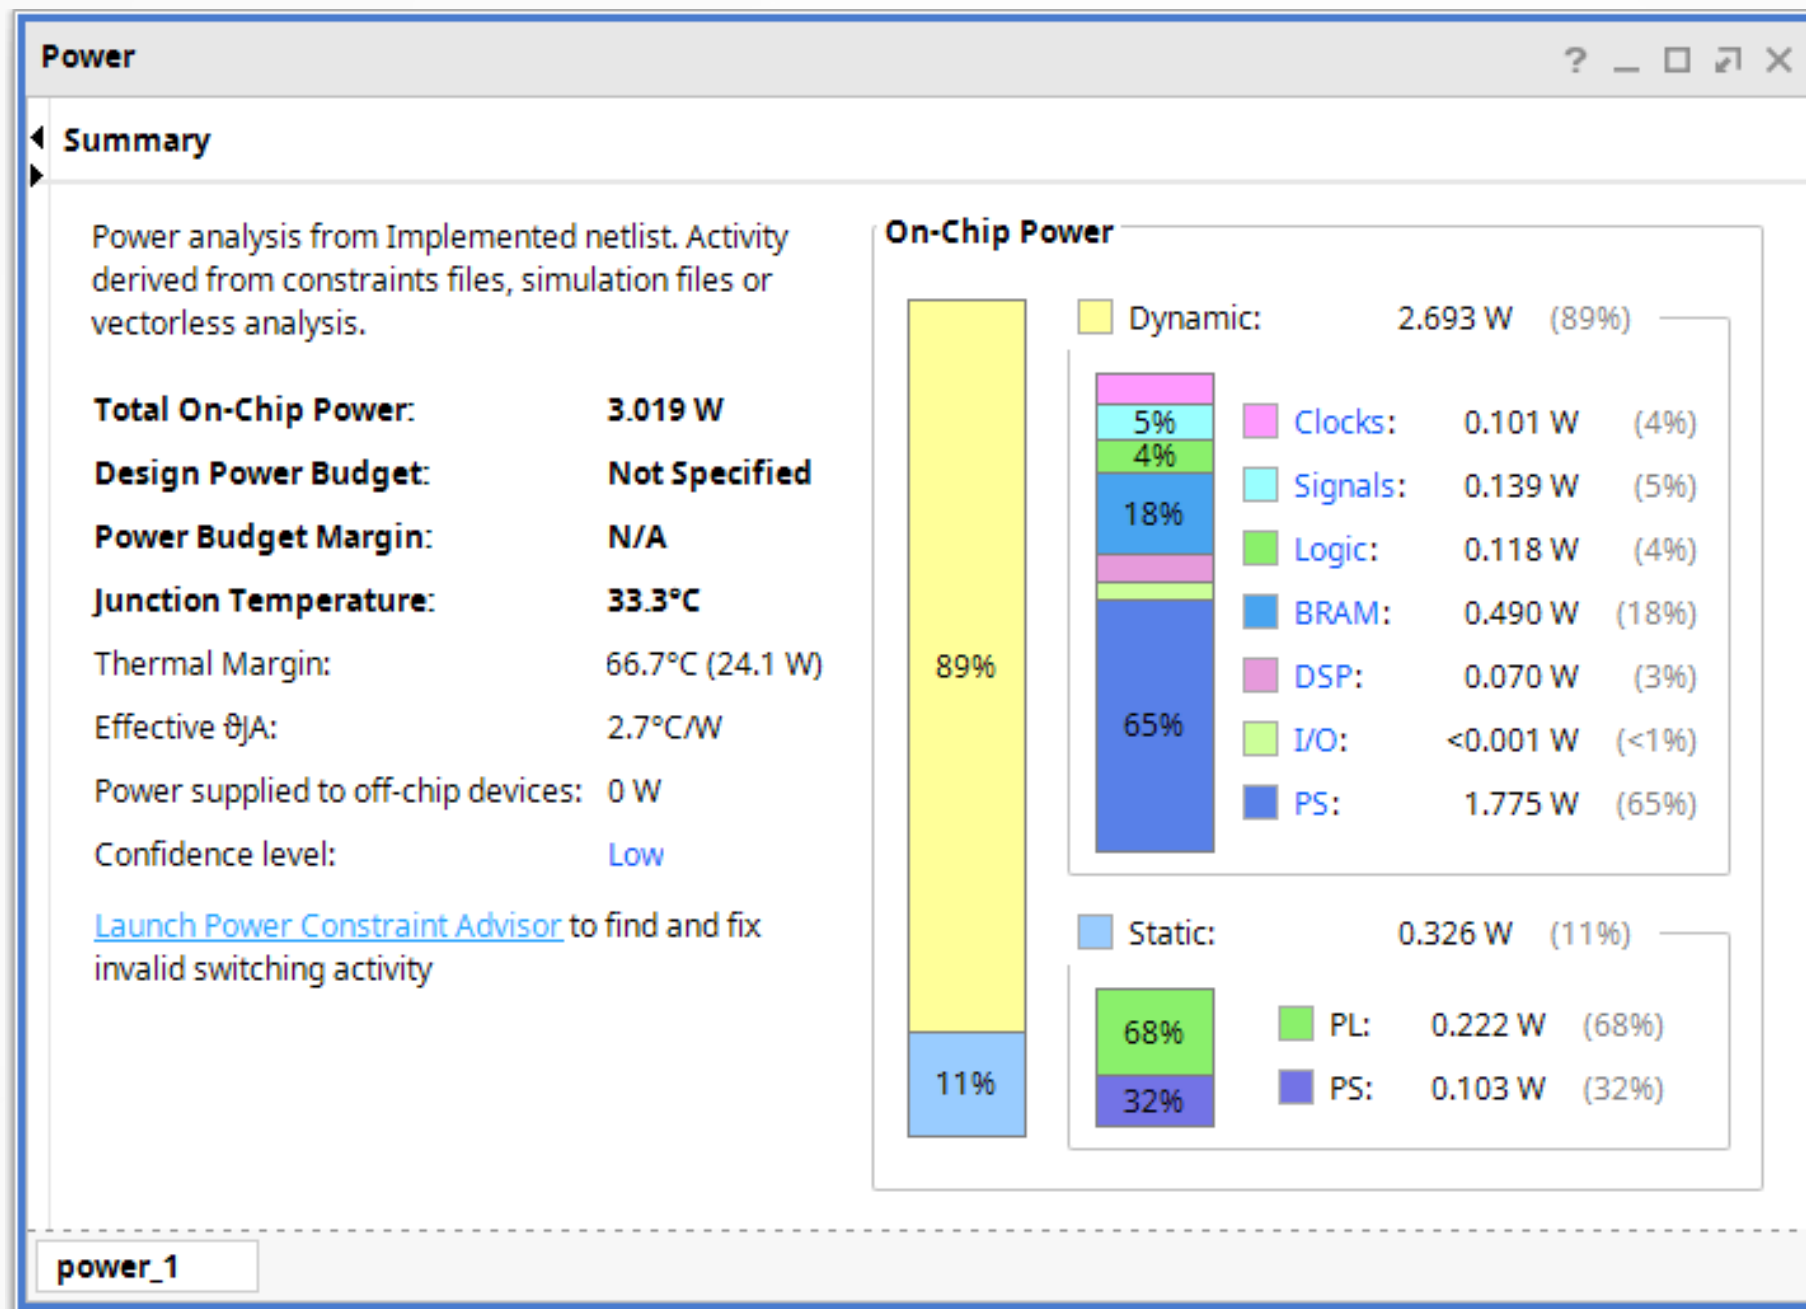 Power
Summary
Power analysis from Implemented netlist. Activity
derived from constraints files, simulation files or
vectorless analysis.
Total On-Chip Power: 3.019 W
Design Power Budget: Not Specified
Power Budget Margin: N/A
Junction Temperature: 33.3°C
Thermal Margin: 66.7°C (24.1 W)
Effective ϑJA: 2.7°C/W
Power supplied to off-chip devices: 0 W
Confidence level: Low
Launch Power Constraint Advisor to find and fix
invalid switching activity
On-Chip Power
89%
11%
Dynamic: 2.693 W (89%)
5%
4%
18%
65%
Clocks: 0.101 W (4%)
Signals: 0.139 W (5%)
Logic: 0.118 W (4%)
BRAM: 0.490 W (18%)
DSP: 0.070 W (3%)
I/O: <0.001 W (<1%)
PS: 1.775 W (65%)
Static: 0.326 W (11%)
68%
32%
PL: 0.222 W (68%)
PS: 0.103 W (32%)
power_1